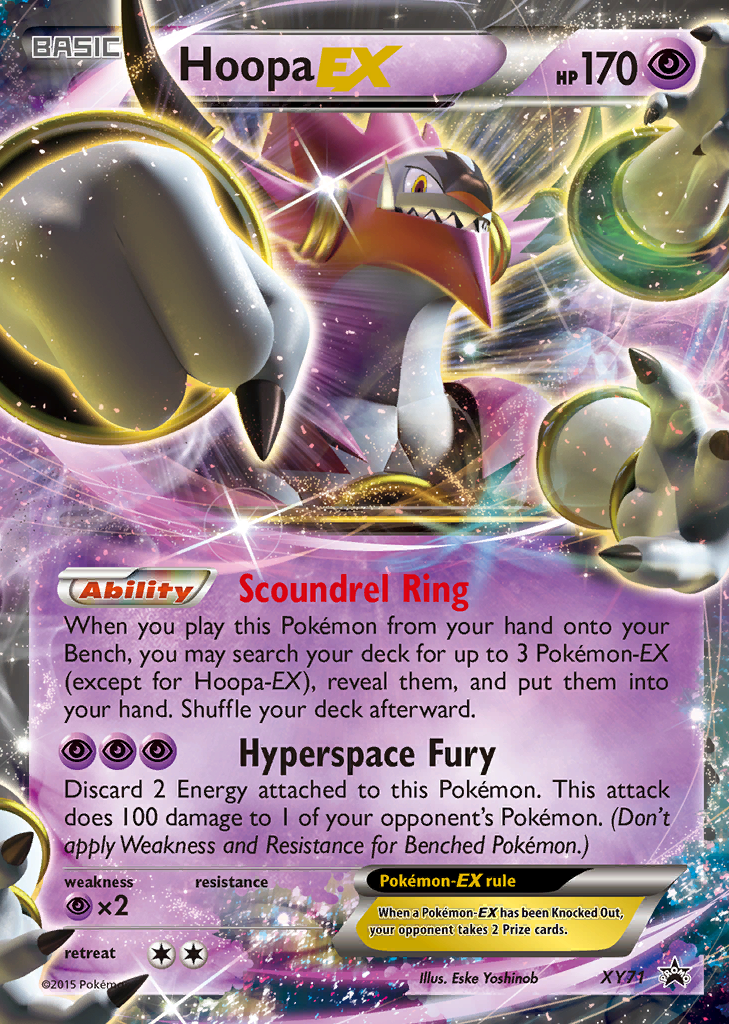 BASIC
HoopaEX
HP170
Ability Scoundrel Ring
When you play this Pokémon from your hand onto your
Bench, you may search your deck for up to 3 Pokémon-EX
(except for Hoopa-EX), reveal them, and put them into
your hand. Shuffle your deck afterward.
Hyperspace Fury
Discard 2 Energy attached to this Pokémon. This attack
does 100 damage to 1 of your opponent's Pokémon. (Don't
apply Weakness and Resistance for Benched Pokémon.)
weakness resistance
×2
Pokémon-EX rule
When a Pokémon-EX has been Knocked Out,
your opponent takes 2 Prize cards.
retreat
©2015 Pokém
Illus. Eske Yoshinob
XY71 PROMO